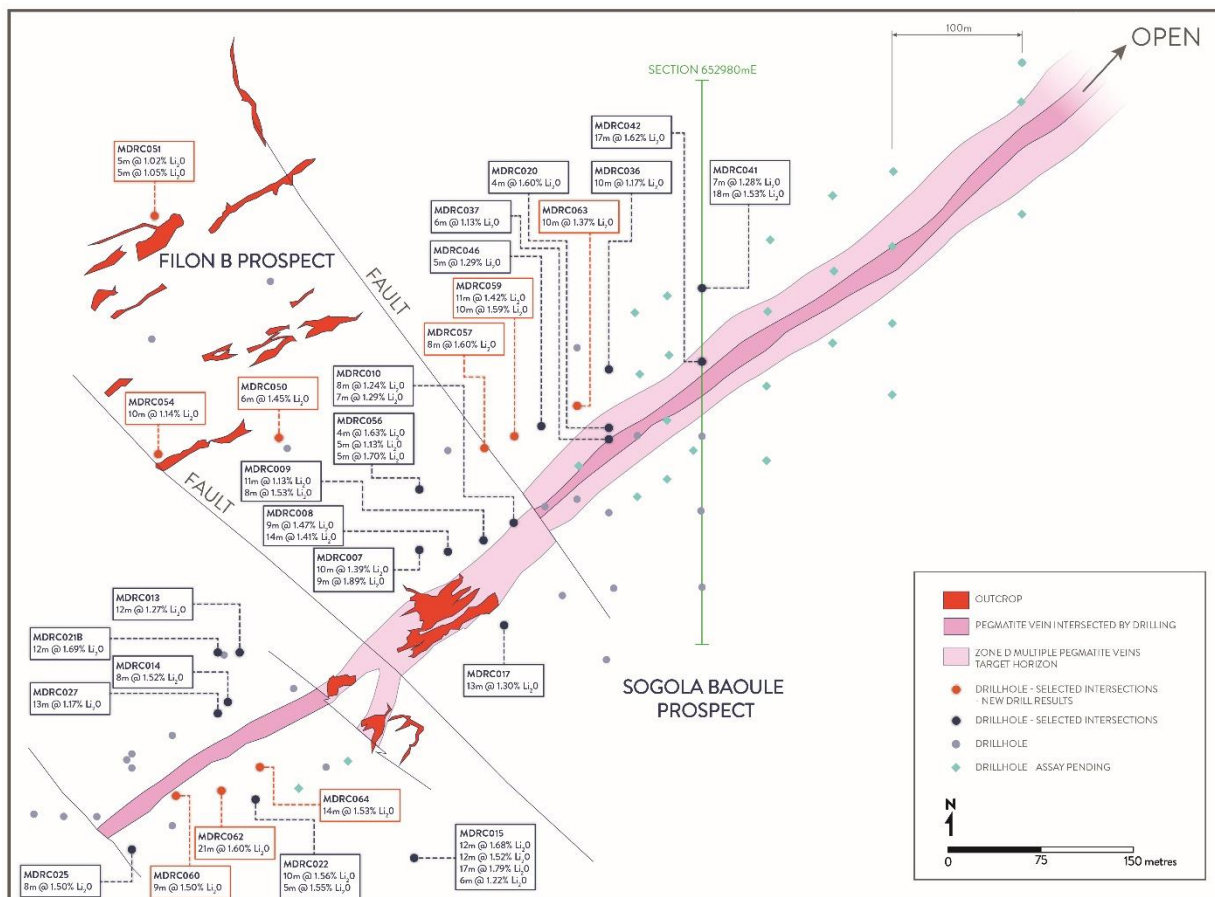 100m
OPEN
SECTION 652980mE
MDRC051
5m @ 1.02% Li₂O
5m @ 1.05% Li₂O
MDRC042
17m @ 1.62% Li₂O
MDRC020
4m @ 1.60% Li₂O
MDRC036
10m @ 1.17% Li₂O
MDRC041
7m @ 1.28% Li₂O
18m @ 1.53% Li₂O
MDRC037
6m @ 1.13% Li₂O
MDRC063
10m @ 1.37% Li₂O
MDRC046
5m @ 1.29% Li₂O
FILON B PROSPECT
FAULT
MDRC059
11m @ 1.42% Li₂O
10m @ 1.59% Li₂O
MDRC057
8m @ 1.60% Li₂O
MDRC010
8m @ 1.24% Li₂O
7m @ 1.29% Li₂O
MDRC054
10m @ 1.14% Li₂O
MDRC050
6m @ 1.45% Li₂O
MDRC056
4m @ 1.63% Li₂O
5m @ 1.13% Li₂O
5m @ 1.70% Li₂O
FAULT
MDRC009
11m @ 1.13% Li₂O
8m @ 1.53% Li₂O
MDRC008
9m @ 1.47% Li₂O
14m @ 1.41% Li₂O
MDRC007
10m @ 1.39% Li₂O
9m @ 1.89% Li₂O
MDRC013
12m @ 1.27% Li₂O
MDRC021B
12m @ 1.69% Li₂O
MDRC014
8m @ 1.52% Li₂O
MDRC027
13m @ 1.17% Li₂O
MDRC017
13m @ 1.30% Li₂O
SOGOLA BAOULE
PROSPECT
MDRC064
14m @ 1.53% Li₂O
MDRC062
21m @ 1.60% Li₂O
MDRC015
12m @ 1.68% Li₂O
12m @ 1.52% Li₂O
17m @ 1.79% Li₂O
6m @ 1.22% Li₂O
MDRC022
10m @ 1.56% Li₂O
5m @ 1.55% Li₂O
MDRC025
8m @ 1.50% Li₂O
MDRC060
9m @ 1.50% Li₂O
OUTCROP
PEGMATITE VEIN INTERSECTED BY DRILLING
ZONE D MULTIPLE PEGMATITE VEINS
TARGET HORIZON
DRILLHOLE - SELECTED INTERSECTIONS
- NEW DRILL RESULTS
DRILLHOLE - SELECTED INTERSECTIONS
DRILLHOLE
DRILLHOLE - ASSAY PENDING
N
0 75 150 metres